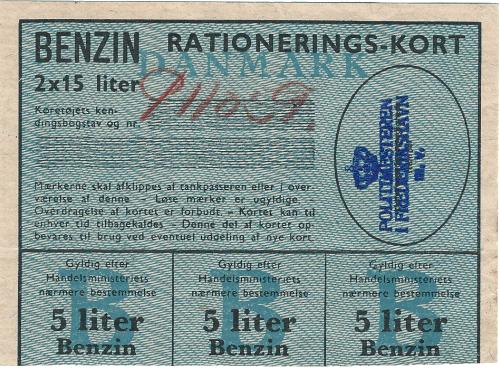 BENZIN RATIONERINGS-KORT
DANMARK
2x15 liter
Køretøjets ken-
dingsbogstav og nr.
POLITIMESTEREN
I FREDERIKSHAVN
m. v.
Mærkerne skal afklippes af tankpasseren eller i over-
værelse af denne – Løse mærker er ugyldige.
Overdragelse af kortet er forbudt. – Kortet kan til
enhver tid tilbagekaldes - Denne del af kortet op-
bevares til brug ved eventuel uddeling af nye kort.
Gyldig efter
Handelsministeriets
nærmere bestemmelse
5 liter
Benzin
Gyldig efter
Handelsministeriets
nærmere bestemmelse
5 liter
Benzin
Gyldig efter
Handelsministeriets
nærmere bestemmelse
5 liter
Benzin